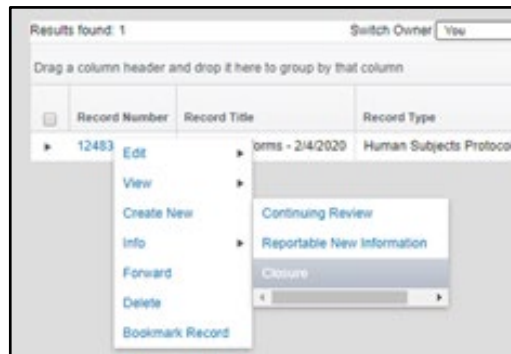 Results found: 1 Switch Owner You
Drag a column header and drop it here to group by that column
Record Number Record Title Record Type
12483 orms - 2/4/2020 Human Subjects Protoco
Edit
View
Create New
Info
Forward
Delete
Bookmark Record
Continuing Review
Reportable New Information
Closure